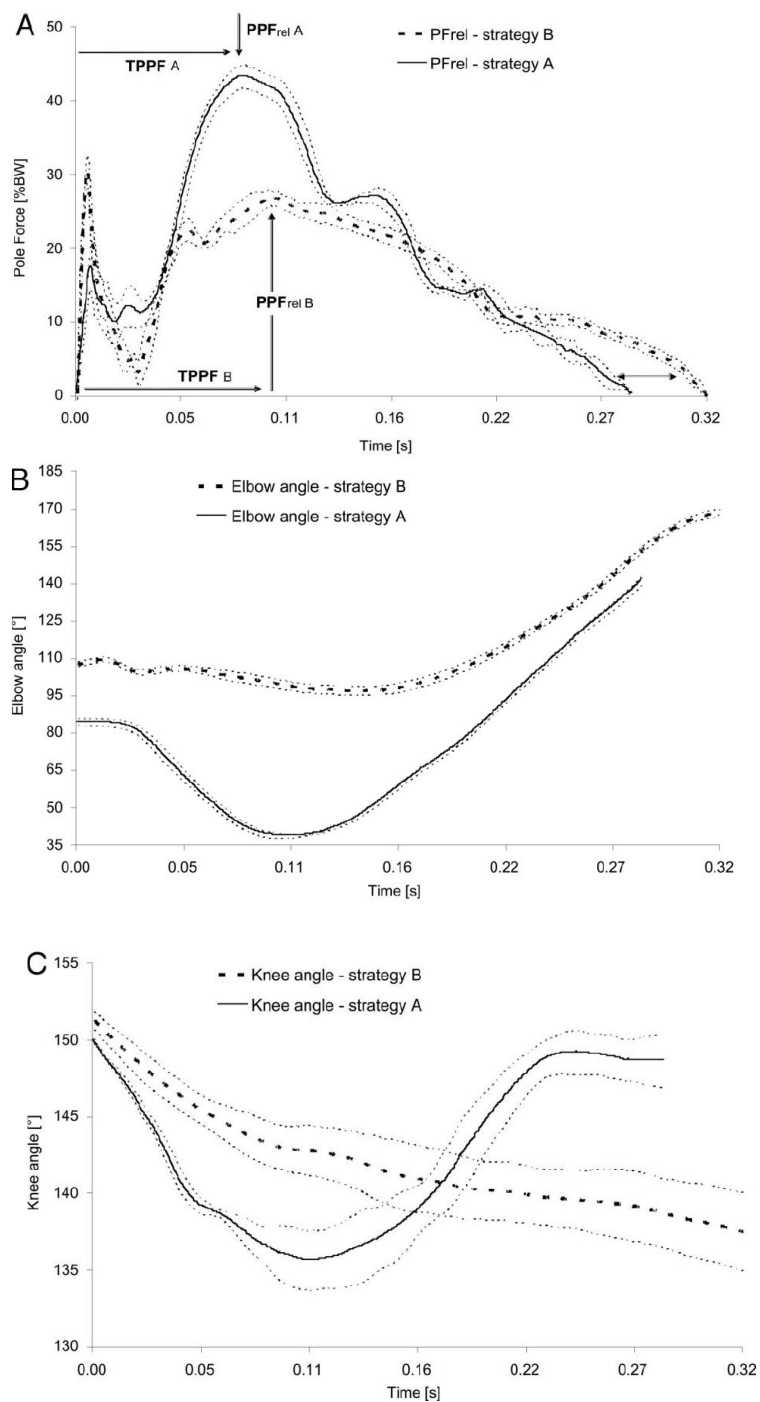 A
PPFrel A
TPPF A
PFrel - strategy B
PFrel - strategy A
Pole Force [%BW]
50
40
30
20
10
0
PPFrel B
TPPF B
0.00 0.05 0.11 0.16 0.22 0.27 0.32
Time [s]
B
Elbow angle - strategy B
Elbow angle - strategy A
Elbow angle [°]
185
170
155
140
125
110
95
80
65
50
35
0.00 0.05 0.11 0.16 0.22 0.27 0.32
Time [s]
C
Knee angle - strategy B
Knee angle - strategy A
Knee angle [°]
155
150
145
140
135
130
0.00 0.05 0.11 0.16 0.22 0.27 0.32
Time [s]